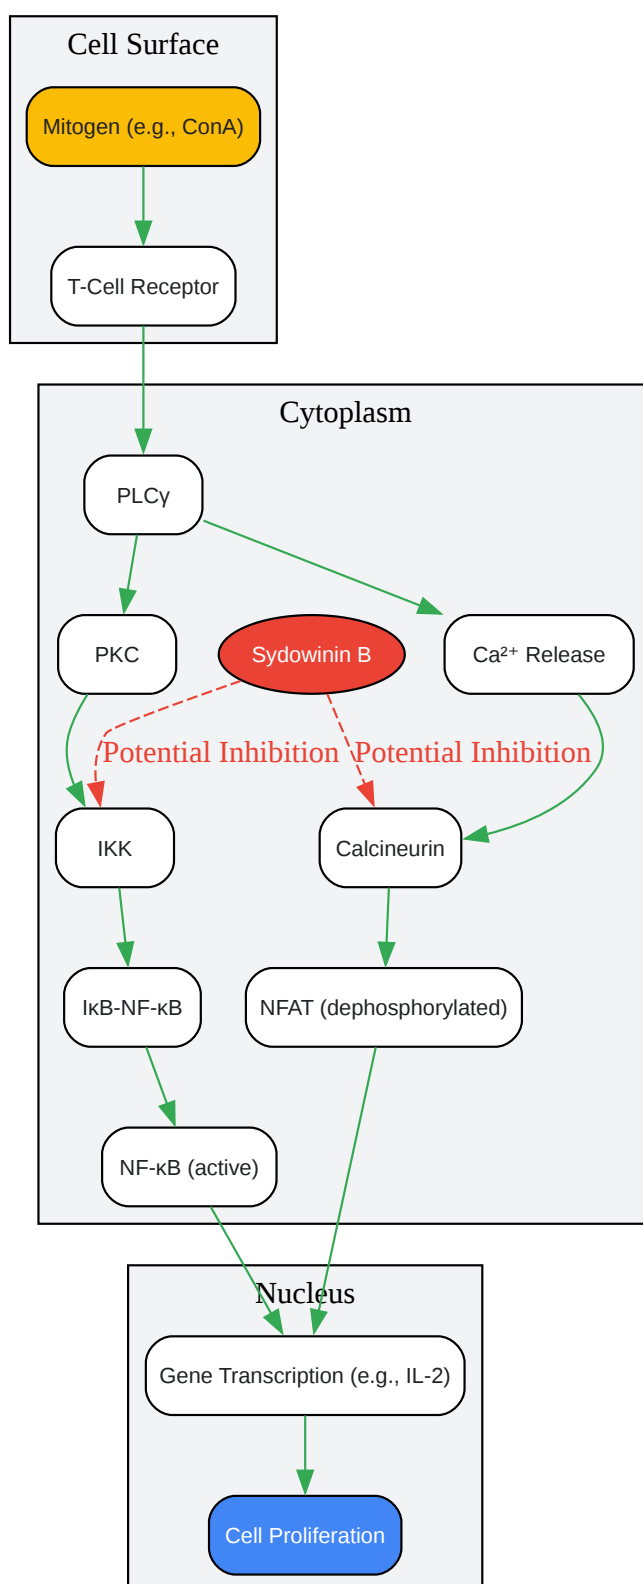 Cell Surface
Mitogen (e.g., ConA)
T-Cell Receptor
Cytoplasm
PLCγ
PKC
Sydowinin B
Ca²⁺ Release
Potential Inhibition
Potential Inhibition
IKK
Calcineurin
IκB-NF-κB
NFAT (dephosphorylated)
NF-κB (active)
Nucleus
Gene Transcription (e.g., IL-2)
Cell Proliferation